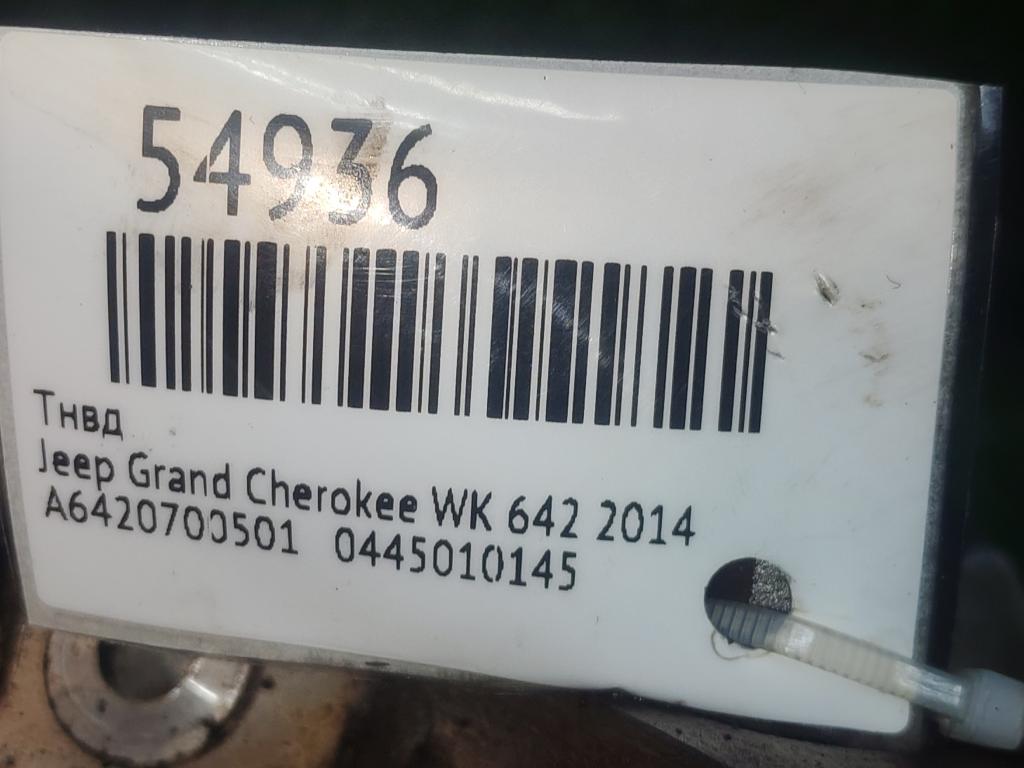 54936
Тнвд
Jeep Grand Cherokee WK 642 2014
A6420700501 0445010145